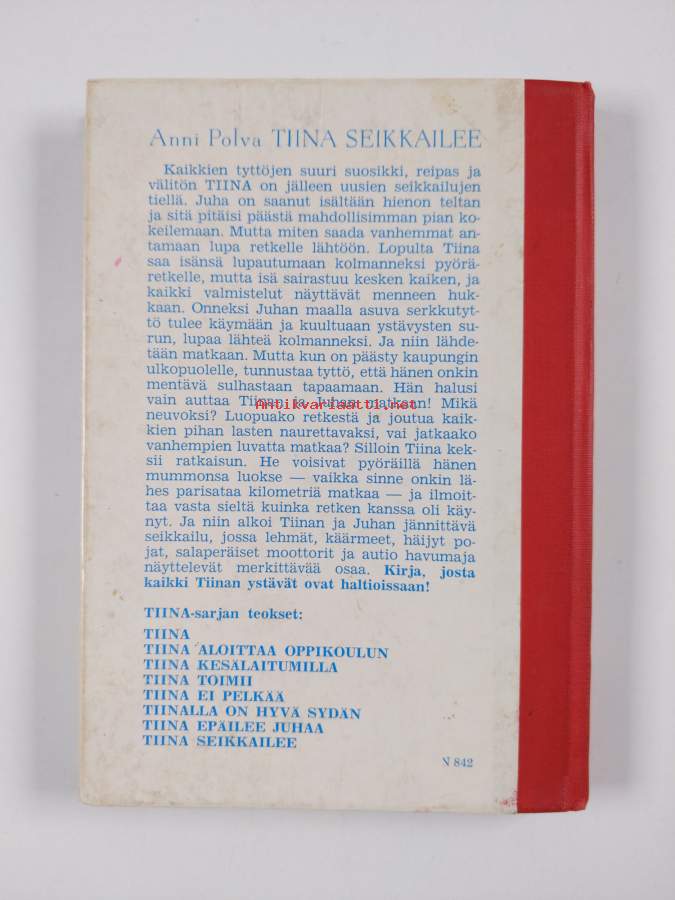 Anni Polva TIINA SEIKKAILEE
Kaikkien tyttöjen suuri suosikki, reipas ja
välitön TIINA on jälleen uusien seikkailujen
tiellä. Juha on saanut isältään hienon teltan
ja sitä pitäisi päästä mahdollisimman pian ko-
keilemaan. Mutta miten saada vanhemmat an-
tamaan lupa retkelle lähtöön. Lopulta Tiina
saa isänsä lupautumaan kolmanneksi pyörä-
retkelle, mutta isä sairastuu kesken kaiken, ja
kaikki valmistelut näyttävät menneen huk-
kaan. Onneksi Juhan maalla asuva serkkutyt-
tö tulee käymään ja kuultuaan ystävysten su-
run, lupaa lähteä kolmanneksi. Ja niin lähde-
tään matkaan. Mutta kun on päästy kaupungin
ulkopuolelle, tunnustaa tyttö, että hänen onkin
mentävä sulhastaan tapaamaan. Hän halusi
vain auttaa Tiinan ja Juhan matkaan! Mikä
Antikvariaatti.net
neuvoksi? Luopuako retkestä ja joutua kaik-
kien pihan lasten naurettavaksi, vai jatkaako
vanhempien luvatta matkaa? Silloin Tiina kek-
sii ratkaisun. He voisivat pyöräillä hänen
mummonsa luokse — vaikka sinne onkin lä-
hes parisataa kilometriä matkaa — ja ilmoit-
taa vasta sieltä kuinka retken kanssa oli käy-
nyt. Ja niin alkoi Tiinan ja Juhan jännittävä
seikkailu, jossa lehmät, käärmeet, häijyt po-
jat, salaperäiset moottorit ja autio havumaja
näyttelevät merkittävää osaa. Kirja, josta
kaikki Tiinan ystävät ovat haltioissaan!
TIINA-sarjan teokset:
TIINA
TIINA ALOITTAA OPPIKOULUN
TIINA KESÄLAITUMILLA
TIINA TOIMII
TIINA EI PELKÄÄ
TIINALLA ON HYVÄ SYDÄN
TIINA EPÄILEE JUHAA
TIINA SEIKKAILEE
N 842